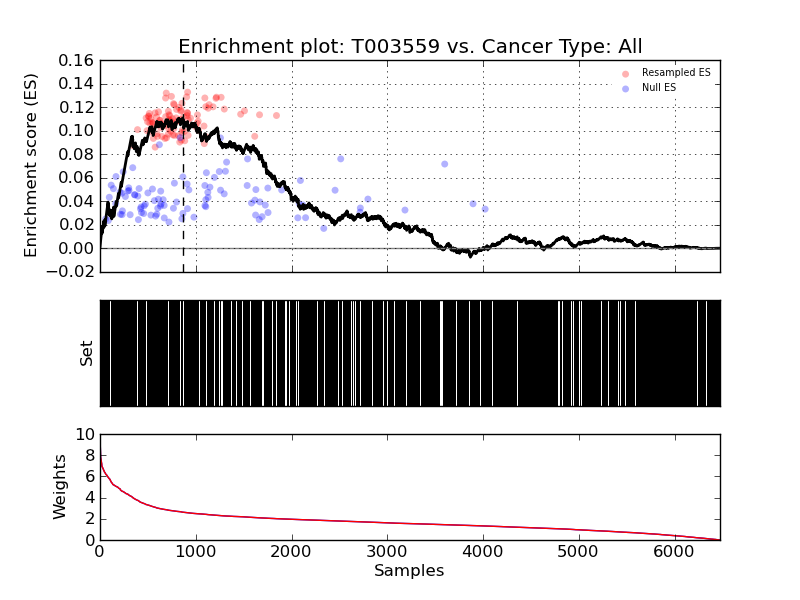 Enrichment plot: T003559 vs. Cancer Type: All
Enrichment score (ES)
0.16
0.14
0.12
0.10
0.08
0.06
0.04
0.02
0.00
−0.02
Resampled ES
Null ES
Set
Weights
10
8
6
4
2
0
0 1000 2000 3000 4000 5000 6000
Samples